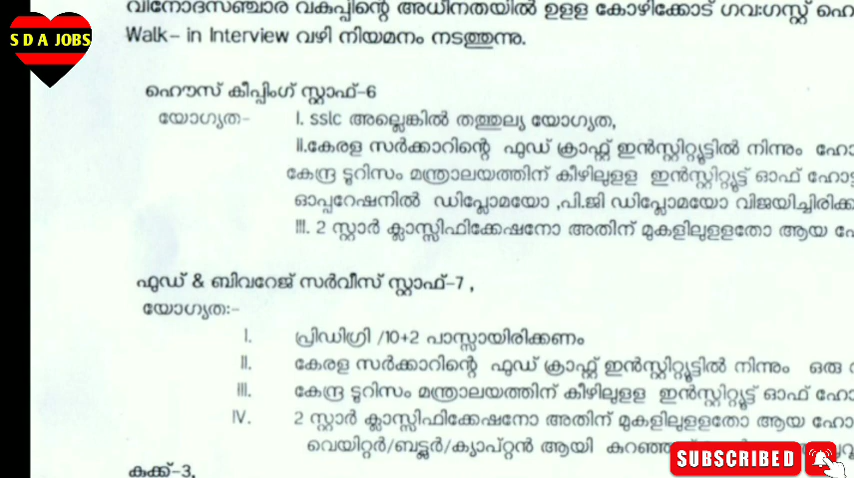 വിനോദസഞ്ചാര വകുപ്പിന്റെ അധീനതയിൽ ഉളള കോഴിക്കോട് ഗവഃഗസ്റ്റ് ഹൌ
S D A JOBS
Walk- in Interview വഴി നിയമനം നടത്തുന്നു.
ഹൌസ് കീപ്പിംഗ് സ്റ്റാഫ്-6
യോഗ്യത- I. sslc അല്ലെങ്കിൽ തത്തുല്യ യോഗ്യത,
II.കേരള സർക്കാറിന്റെ ഫുഡ് ക്രാഫ്റ്റ് ഇൻസ്റ്റിറ്റ്യൂട്ടിൽ നിന്നും ഹോ
കേന്ദ്ര ടൂറിസം മന്ത്രാലയത്തിന് കീഴിലുളള ഇൻസ്റ്റിറ്റ്യൂട്ട് ഓഫ് ഹോട്ട
ഓപ്പറേഷനിൽ ഡിപ്ലോമയോ ,പി.ജി ഡിപ്ലോമയോ വിജയിച്ചിരിക്ക
III. 2 സ്റ്റാർ ക്ലാസ്സിഫിക്കേഷനോ അതിന് മുകളിലുളളതോ ആയ ഹോ
ഫുഡ് & ബിവറേജ് സർവീസ് സ്റ്റാഫ്-7 ,
യോഗ്യത:-
I. പ്രിഡിഗ്രി /10+2 പാസ്സായിരിക്കണം
II. കേരള സർക്കാറിന്റെ ഫുഡ് ക്രാഫ്റ്റ് ഇൻസ്റ്റിറ്റ്യൂട്ടിൽ നിന്നും ഒരു
III. കേന്ദ്ര ടൂറിസം മന്ത്രാലയത്തിന് കീഴിലുളള ഇൻസ്റ്റിറ്റ്യൂട്ട് ഓഫ് ഹോ
IV. 2 സ്റ്റാർ ക്ലാസ്സിഫിക്കേഷനോ അതിന് മുകളിലുളളതോ ആയ ഹോ
വെയിറ്റർ/ബട്ലർ/ക്യാപ്റ്റൻ ആയി കുറഞ്ഞ
SUBSCRIBED
കുക്ക്-3,